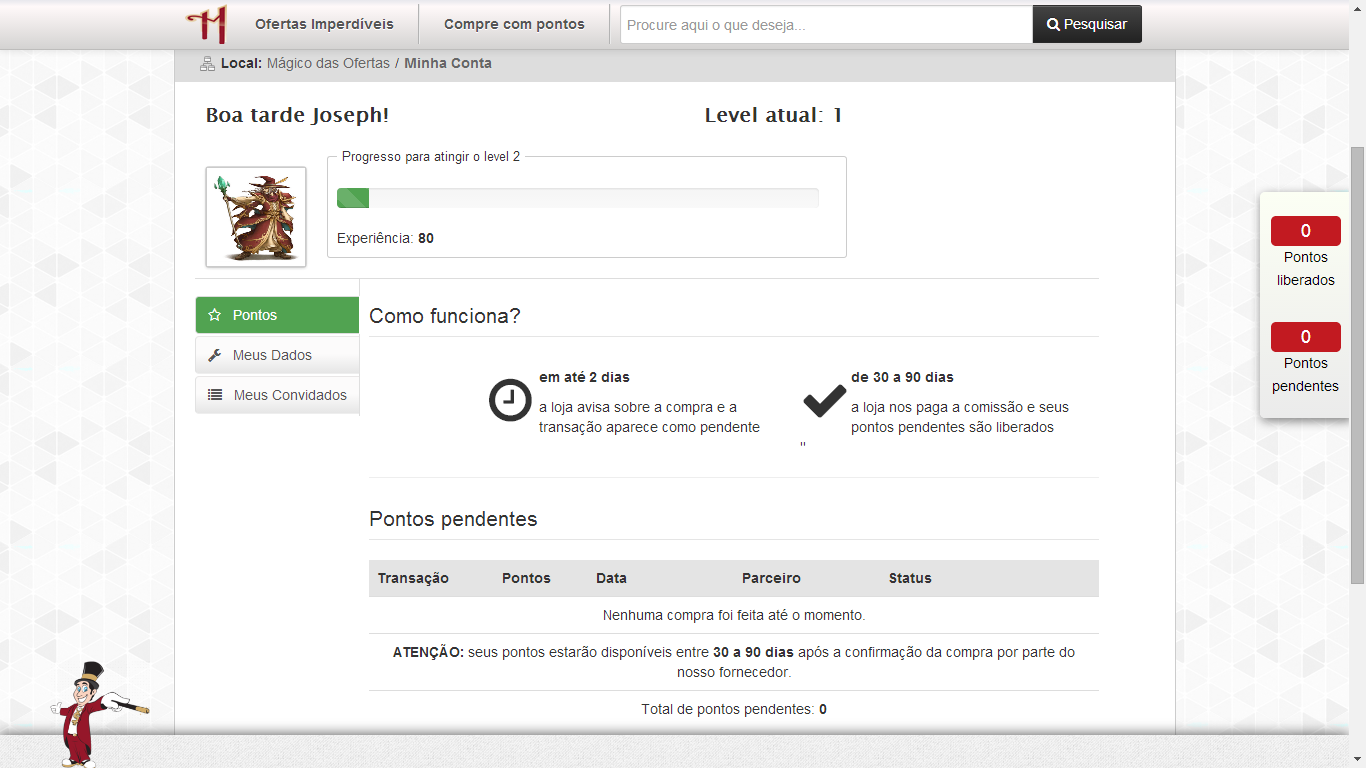 Ofertas Imperdíveis
Compre com pontos
Procure aqui o que deseja...
Pesquisar
Local: Mágico das Ofertas / Minha Conta
Boa tarde Joseph!
Level atual: 1
Progresso para atingir o level 2
Experiência: 80
0
Pontos
liberados
0
Pontos
pendentes
Pontos
Meus Dados
Meus Convidados
Como funciona?
em até 2 dias
a loja avisa sobre a compra e a
transação aparece como pendente
de 30 a 90 dias
a loja nos paga a comissão e seus
pontos pendentes são liberados
"
Pontos pendentes
Transação Pontos Data Parceiro Status
Nenhuma compra foi feita até o momento.
ATENÇÃO: seus pontos estarão disponíveis entre 30 a 90 dias após a confirmação da compra por parte do
nosso fornecedor.
Total de pontos pendentes: 0